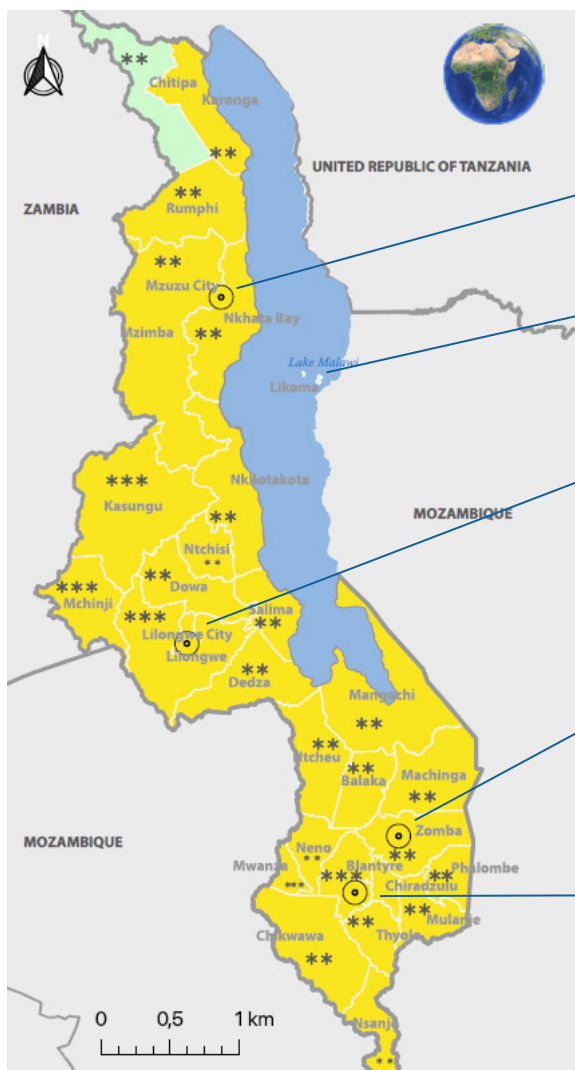 N
**
Chitipa
Karonga
**
UNITED REPUBLIC OF TANZANIA
**
ZAMBIA
Rumphi
**
Mzuzu City
Nkhata Bay
Mzimba
**
Lake Malawi
Likoma
Nkhotakota
***
Kasungu
MOZAMBIQUE
**
Ntchisi
**
**
***
Dowa
Mchinji
***
Salima
Lilongwe City
**
Lilongwe
**
Dedza
Mangochi
**
**
Ntcheu
**
Balaka
Machinga
**
Zomba
MOZAMBIQUE
Neno
**
**
Mwanza
Blantyre
Phalombe
***
**
***
Chiradzulu
**
Mulanje
**
Thyolo
Chikwawa
**
0 0,5 1 km
Nsanje
**